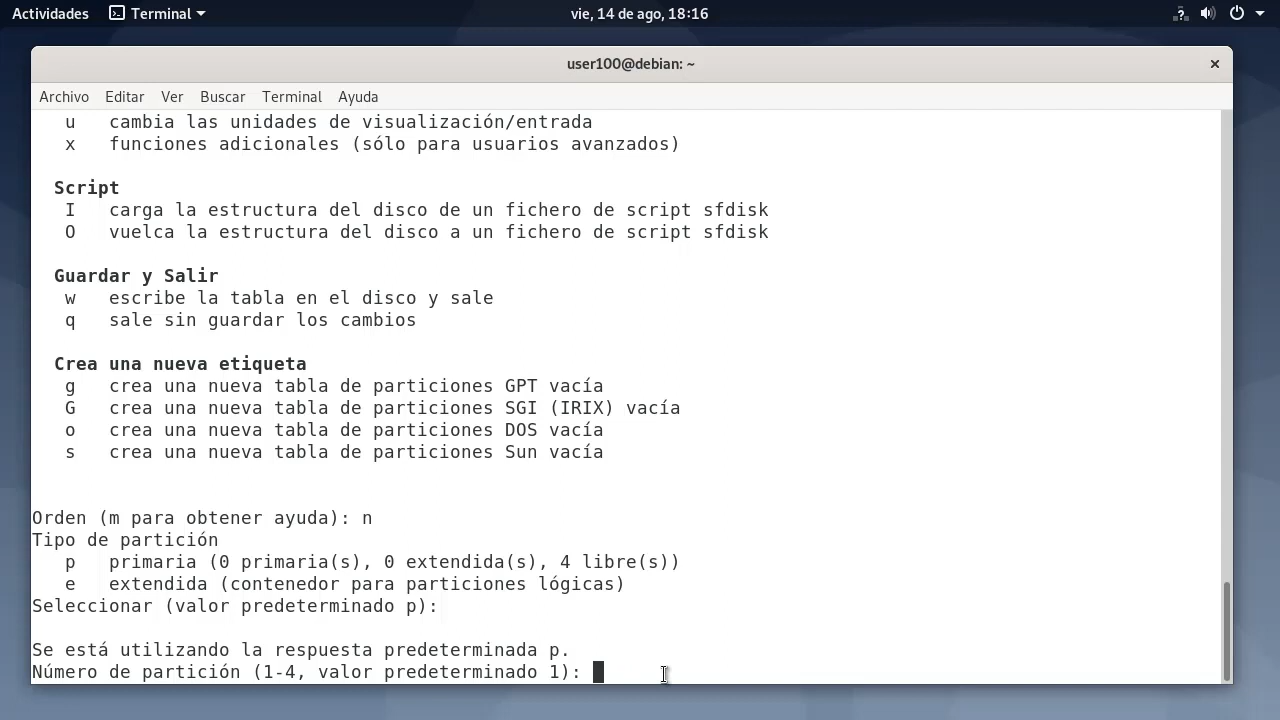 Actividades Terminal vie, 14 de ago, 18:16
user100@debian: ~ ×
Archivo Editar Ver Buscar Terminal Ayuda
u cambia las unidades de visualización/entrada
x funciones adicionales (sólo para usuarios avanzados)
Script
I carga la estructura del disco de un fichero de script sfdisk
O vuelca la estructura del disco a un fichero de script sfdisk
Guardar y Salir
w escribe la tabla en el disco y sale
q sale sin guardar los cambios
Crea una nueva etiqueta
g crea una nueva tabla de particiones GPT vacía
G crea una nueva tabla de particiones SGI (IRIX) vacía
o crea una nueva tabla de particiones DOS vacía
s crea una nueva tabla de particiones Sun vacía
Orden (m para obtener ayuda): n
Tipo de partición
p primaria (0 primaria(s), 0 extendida(s), 4 libre(s))
e extendida (contenedor para particiones lógicas)
Seleccionar (valor predeterminado p):
Se está utilizando la respuesta predeterminada p.
Número de partición (1-4, valor predeterminado 1):